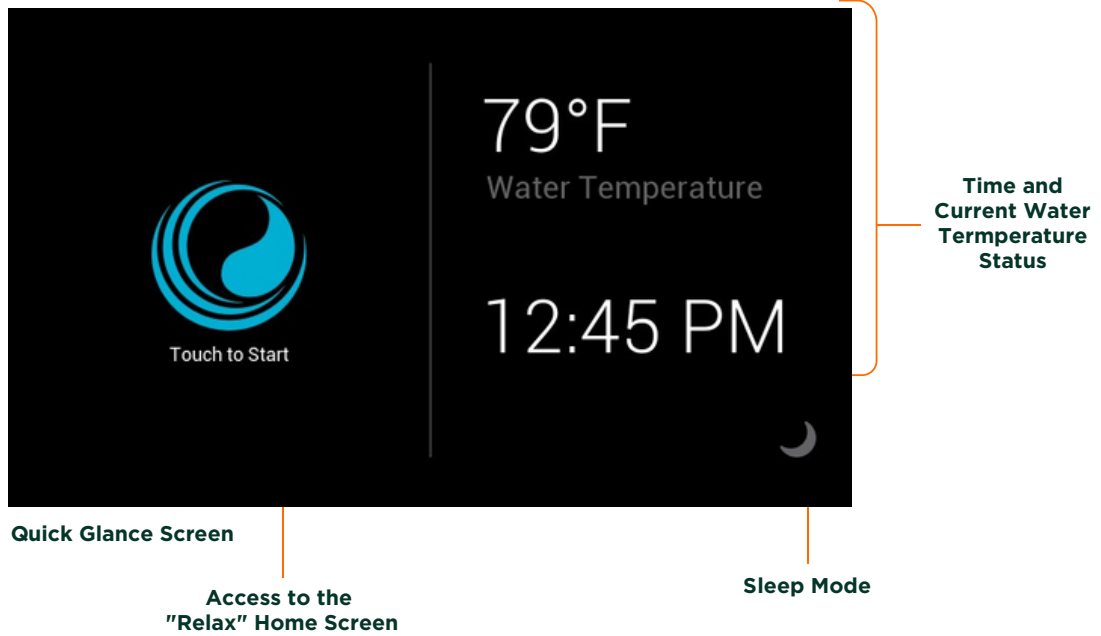 79°F
Water Temperature
Touch to Start
12:45 PM
Time and
Current Water
Termperature
Status
Quick Glance Screen
Access to the
"Relax" Home Screen
Sleep Mode